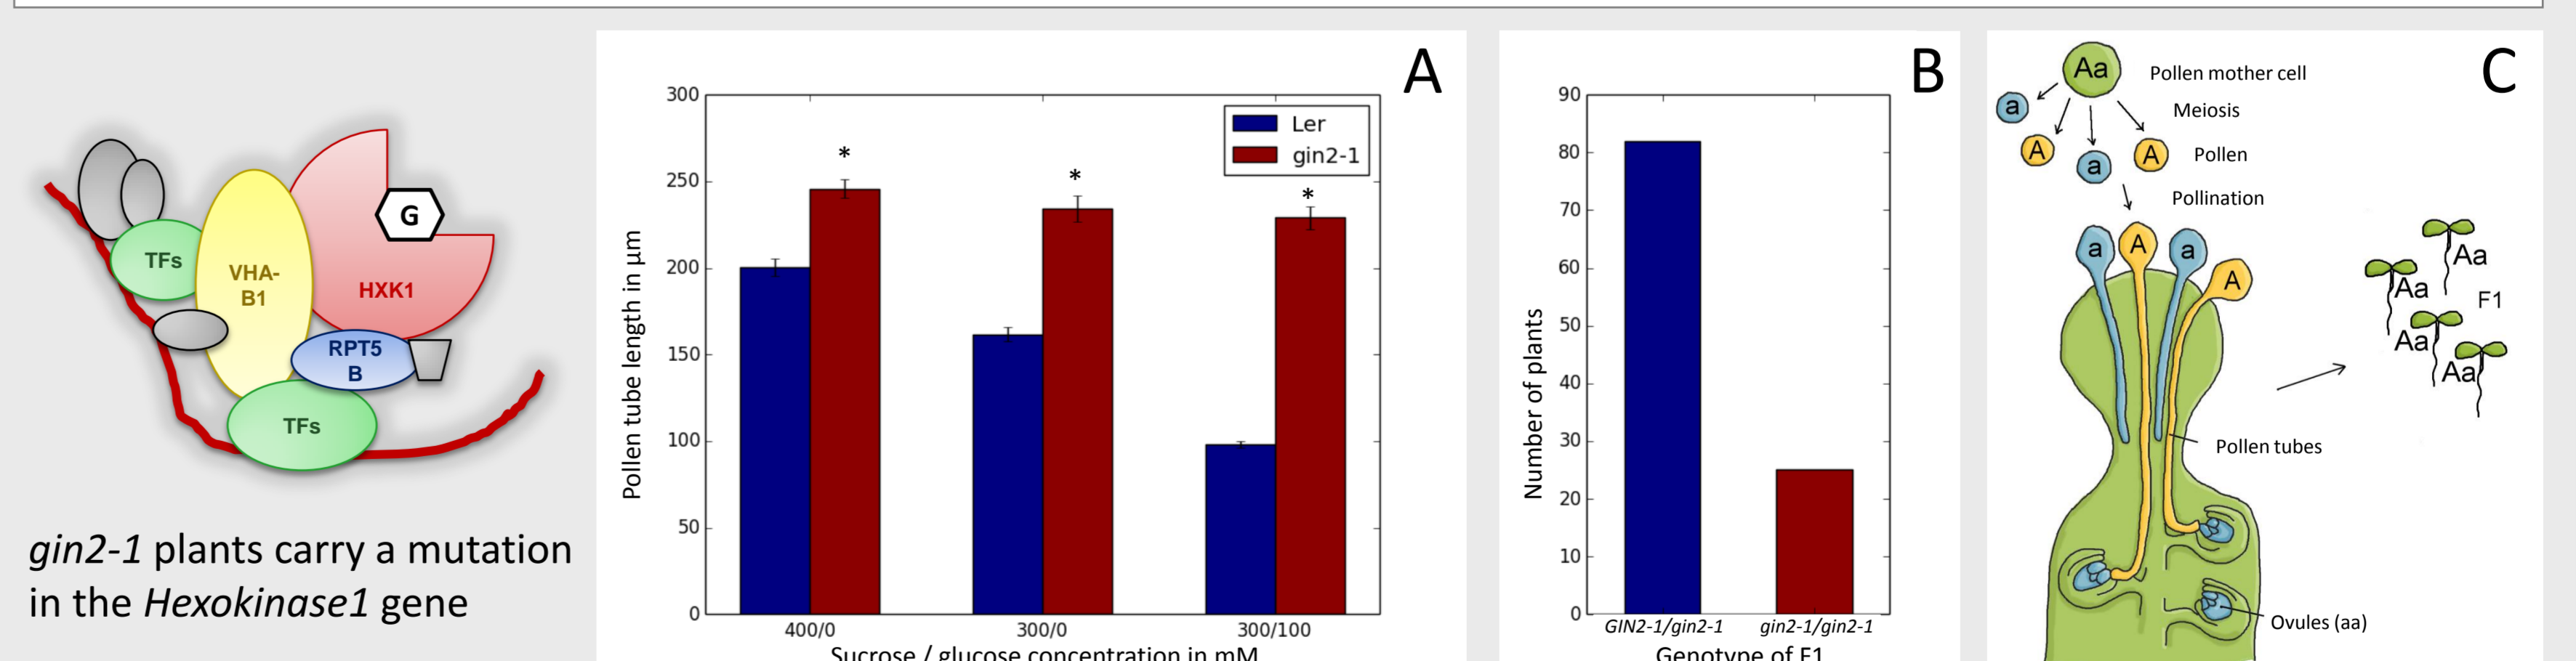 TFs
VHA-
B1
G
HXK1
RPT5
B
TFs
gin2-1 plants carry a mutation
in the Hexokinase1 gene
A
Pollen tube length in µm
300
250
200
150
100
50
0
Ler
gin2-1
*
*
*
400/0
300/0
300/100
Sucrose / glucose concentration in mM
B
Number of plants
90
80
70
60
50
40
30
20
10
0
GIN2-1/gin2-1
gin2-1/gin2-1
Genotype of F1
C
Aa
Pollen mother cell
a
Meiosis
A
a
A
Pollen
Pollination
a
A
a
A
Aa
Aa
F1
Aa
Aa
Pollen tubes
Ovules (aa)